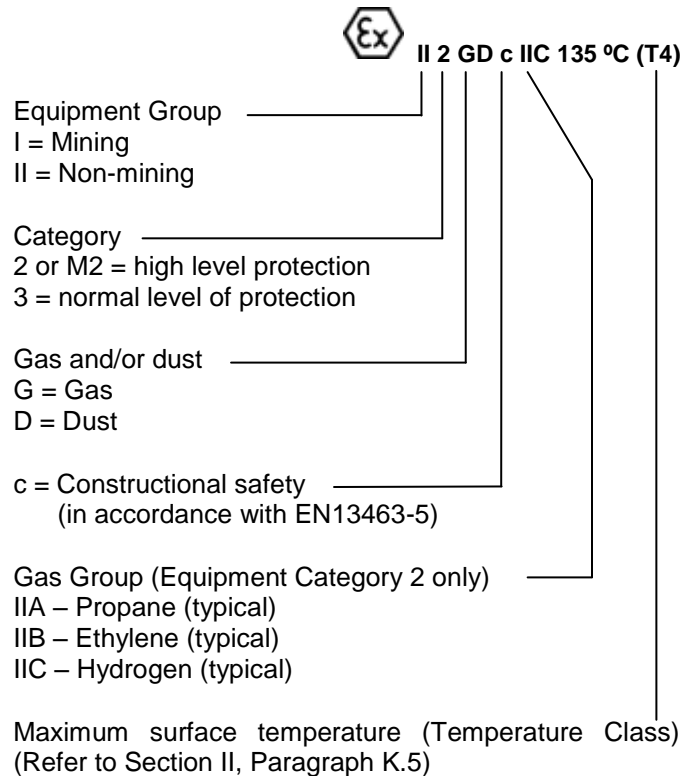 Ex II 2 GD c IIC 135 ºC (T4)
Equipment Group
I = Mining
II = Non-mining
Category
2 or M2 = high level protection
3 = normal level of protection
Gas and/or dust
G = Gas
D = Dust
c = Constructional safety
(in accordance with EN13463-5)
Gas Group (Equipment Category 2 only)
IIA – Propane (typical)
IIB – Ethylene (typical)
IIC – Hydrogen (typical)
Maximum surface temperature (Temperature Class)
(Refer to Section II, Paragraph K.5)